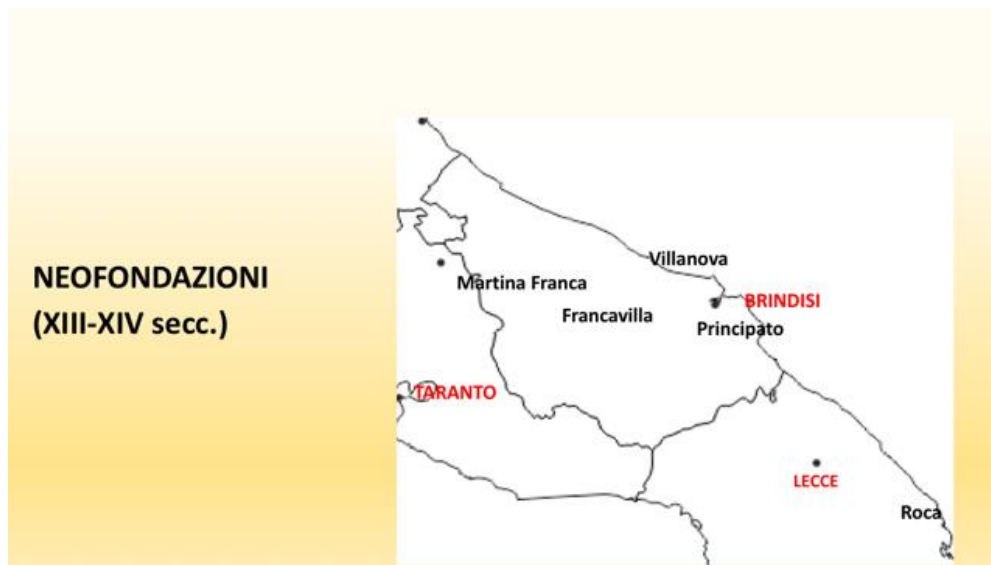 NEOFONDAZIONI
(XIII-XIV secc.)
Villanova
Martina Franca
BRINDISI
Francavilla
Principato
TARANTO
LECCE
Roca